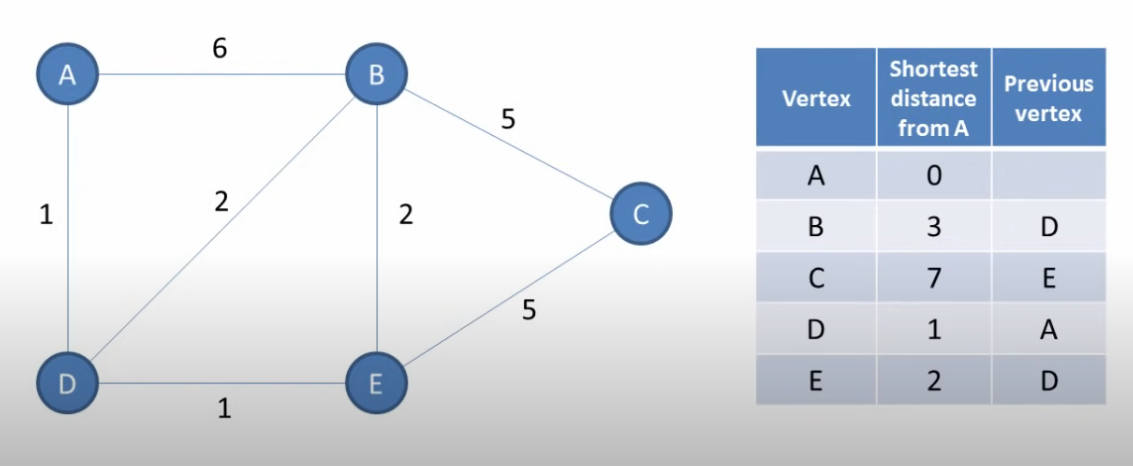 6
A
B
5
1
2
2
C
5
D
E
1
Vertex Shortest distance from A Previous vertex
A 0
B 3 D
C 7 E
D 1 A
E 2 D